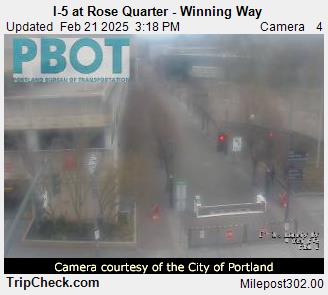 I-5 at Rose Quarter - Winning Way
Updated Feb 21 2025 3:18 PM Camera 4
PBOT
PORTLAND BUREAU OF TRANSPORTATION
Camera courtesy of the City of Portland
TripCheck.com Milepost302.00